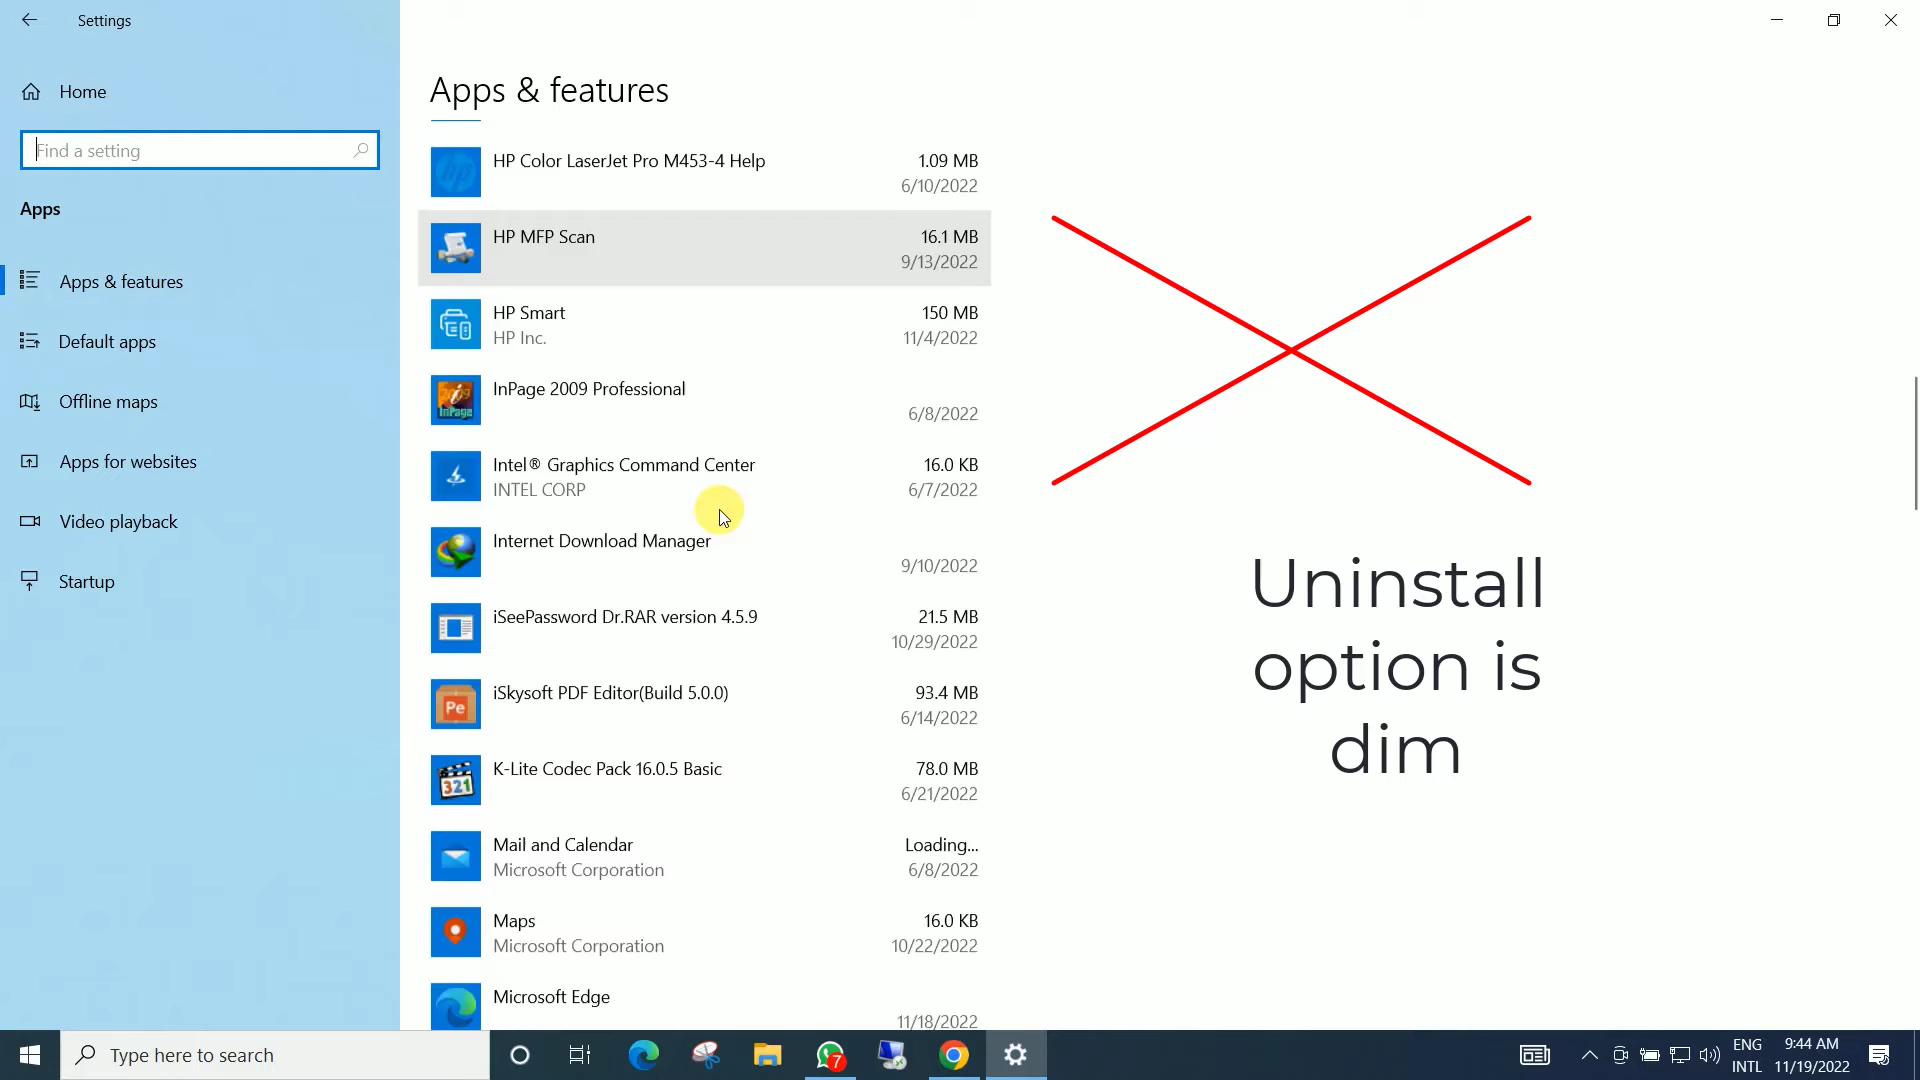 Settings
Home
Find a setting
Apps
Apps & features
Default apps
Offline maps
Apps for websites
Video playback
Startup
Apps & features
HP Color LaserJet Pro M453-4 Help
1.09 MB
6/10/2022
HP MFP Scan
16.1 MB
9/13/2022
HP Smart
150 MB
HP Inc.
11/4/2022
InPage 2009 Professional
6/8/2022
Intel® Graphics Command Center
16.0 KB
INTEL CORP
6/7/2022
Internet Download Manager
9/10/2022
iSeePassword Dr.RAR version 4.5.9
21.5 MB
10/29/2022
iSkysoft PDF Editor(Build 5.0.0)
93.4 MB
6/14/2022
K-Lite Codec Pack 16.0.5 Basic
78.0 MB
6/21/2022
Mail and Calendar
Loading...
Microsoft Corporation
6/8/2022
Maps
16.0 KB
Microsoft Corporation
10/22/2022
Microsoft Edge
11/18/2022
Uninstall
option is
dim
Type here to search
7
ENG
INTL
9:44 AM
11/19/2022